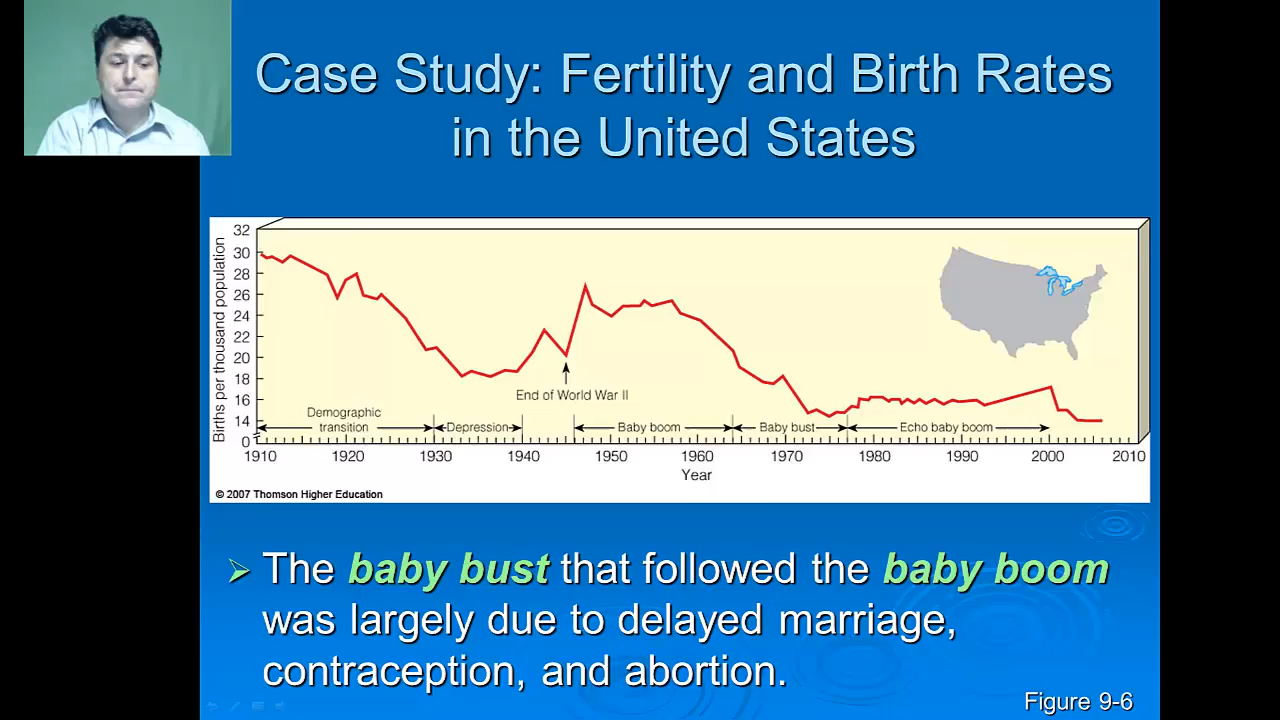 Case Study: Fertility and Birth Rates
in the United States
Births per thousand population
32
30
28
26
24
22
20
18
16
14
0
End of World War II
Demographic
transition
Depression
Baby boom
Baby bust
Echo baby boom
1910 1920 1930 1940 1950 1960 1970 1980 1990 2000 2010
Year
© 2007 Thomson Higher Education
The baby bust that followed the baby boom
was largely due to delayed marriage,
contraception, and abortion.
Figure 9-6